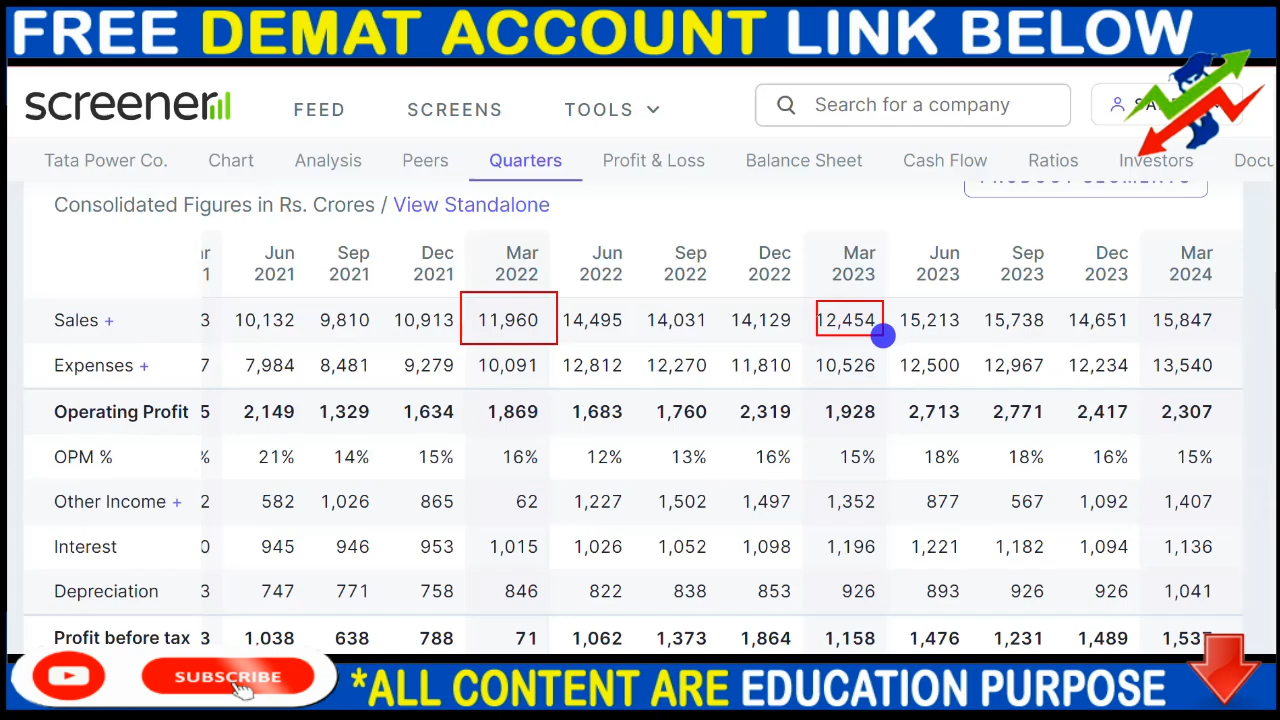 FREE DEMAT ACCOUNT LINK BELOW
screener
FEED SCREENS TOOLS
Search for a company
Tata Power Co. Chart Analysis Peers Quarters Profit & Loss Balance Sheet Cash Flow Ratios Investors Docu
PRODUCT SEGMENTS
Consolidated Figures in Rs. Crores / View Standalone
Jun 2021 Sep 2021 Dec 2021 Mar 2022 Jun 2022 Sep 2022 Dec 2022 Mar 2023 Jun 2023 Sep 2023 Dec 2023 Mar 2024
Sales + 3 10,132 9,810 10,913 11,960 14,495 14,031 14,129 12,454 15,213 15,738 14,651 15,847
Expenses + 7 7,984 8,481 9,279 10,091 12,812 12,270 11,810 10,526 12,500 12,967 12,234 13,540
Operating Profit 5 2,149 1,329 1,634 1,869 1,683 1,760 2,319 1,928 2,713 2,771 2,417 2,307
OPM % % 21% 14% 15% 16% 12% 13% 16% 15% 18% 18% 16% 15%
Other Income + 2 582 1,026 865 62 1,227 1,502 1,497 1,352 877 567 1,092 1,407
Interest 0 945 946 953 1,015 1,026 1,052 1,098 1,196 1,221 1,182 1,094 1,136
Depreciation 3 747 771 758 846 822 838 853 926 893 926 926 1,041
Profit before tax 3 1,038 638 788 71 1,062 1,373 1,864 1,158 1,476 1,231 1,489 1,537
SUBSCRIBE
*ALL CONTENT ARE EDUCATION PURPOSE